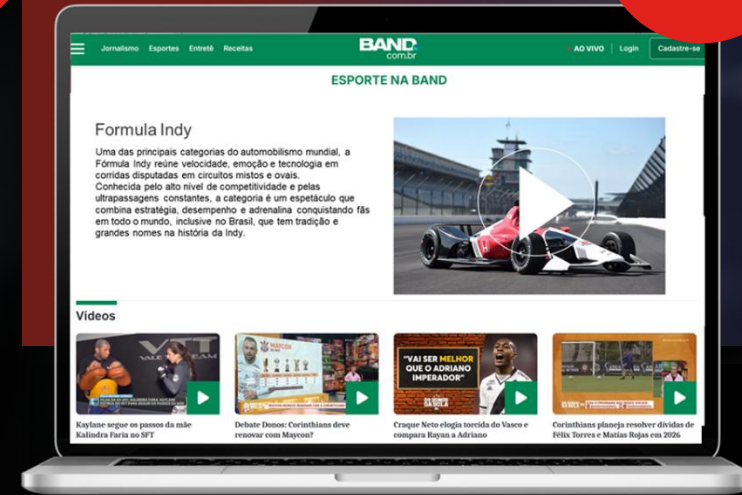 Jornalismo Esportes Entretê Receitas
BAND
com.br
AO VIVO | Login Cadastre-se
ESPORTE NA BAND
Formula Indy
Uma das principais categorias do automobilismo mundial, a
Fórmula Indy reúne velocidade, emoção e tecnologia em
corridas disputadas em circuitos mistos e ovais.
Conhecida pelo alto nível de competitividade e pelas
ultrapassagens constantes, a categoria é um espetáculo que
combina estratégia, desempenho e adrenalina conquistando fãs
em todo o mundo, inclusive no Brasil, que tem tradição e
grandes nomes na história da Indy.
Vídeos
MAYCON
"VAI SER MELHOR
QUE O ADRIANO
IMPERADOR"
OS DONOS
DA BOLA
Kaylane segue os passos da mãe
Kalindra Faria no SFT
Debate Donos: Corinthians deve
renovar com Maycon?
Craque Neto elogia torcida do Vasco e
compara Rayan a Adriano
Corinthians planeja resolver dívidas de
Félix Torres e Matías Rojas em 2026